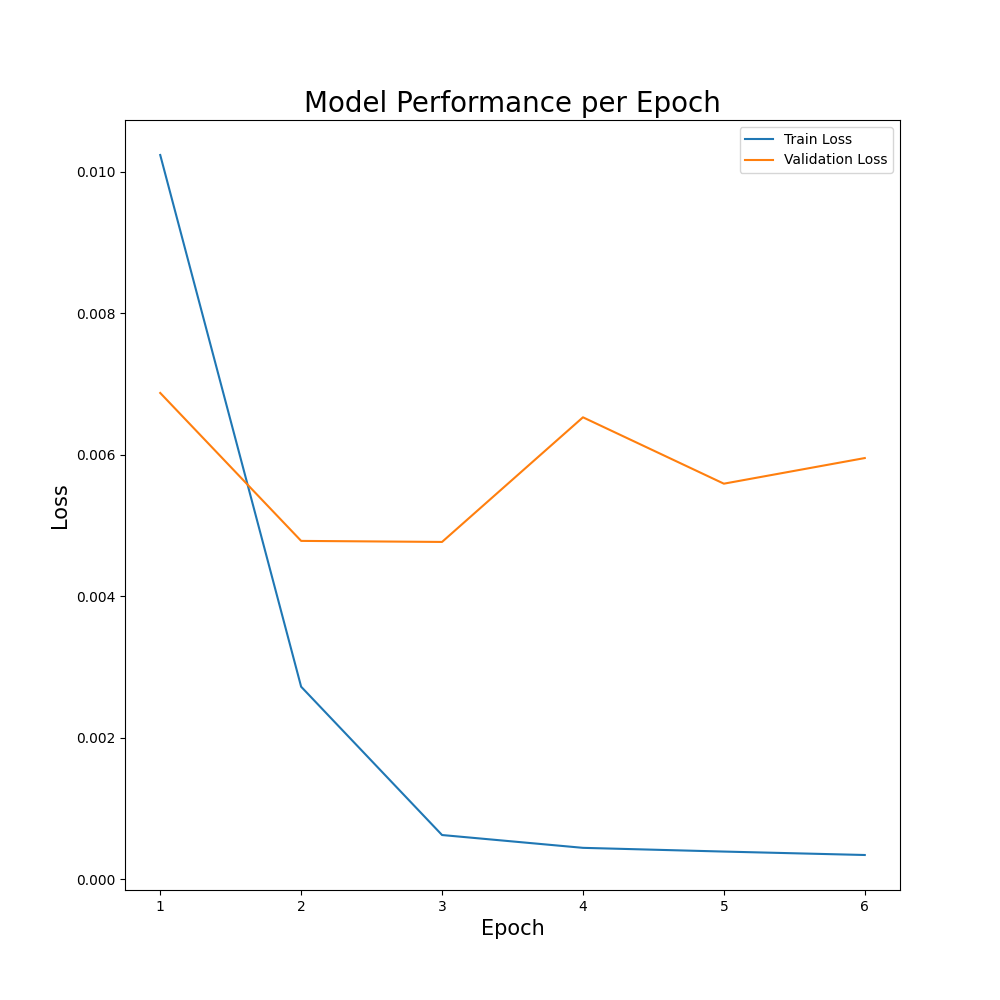 Model Performance per Epoch
Train Loss
Validation Loss
0.010
0.008
0.006
0.004
0.002
0.000
Loss
1 2 3 4 5 6
Epoch